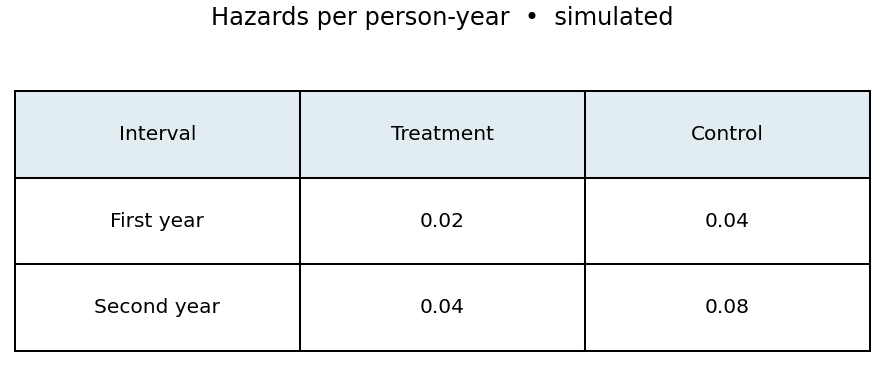 Hazards per person-year • simulated
Interval Treatment Control
First year 0.02 0.04
Second year 0.04 0.08